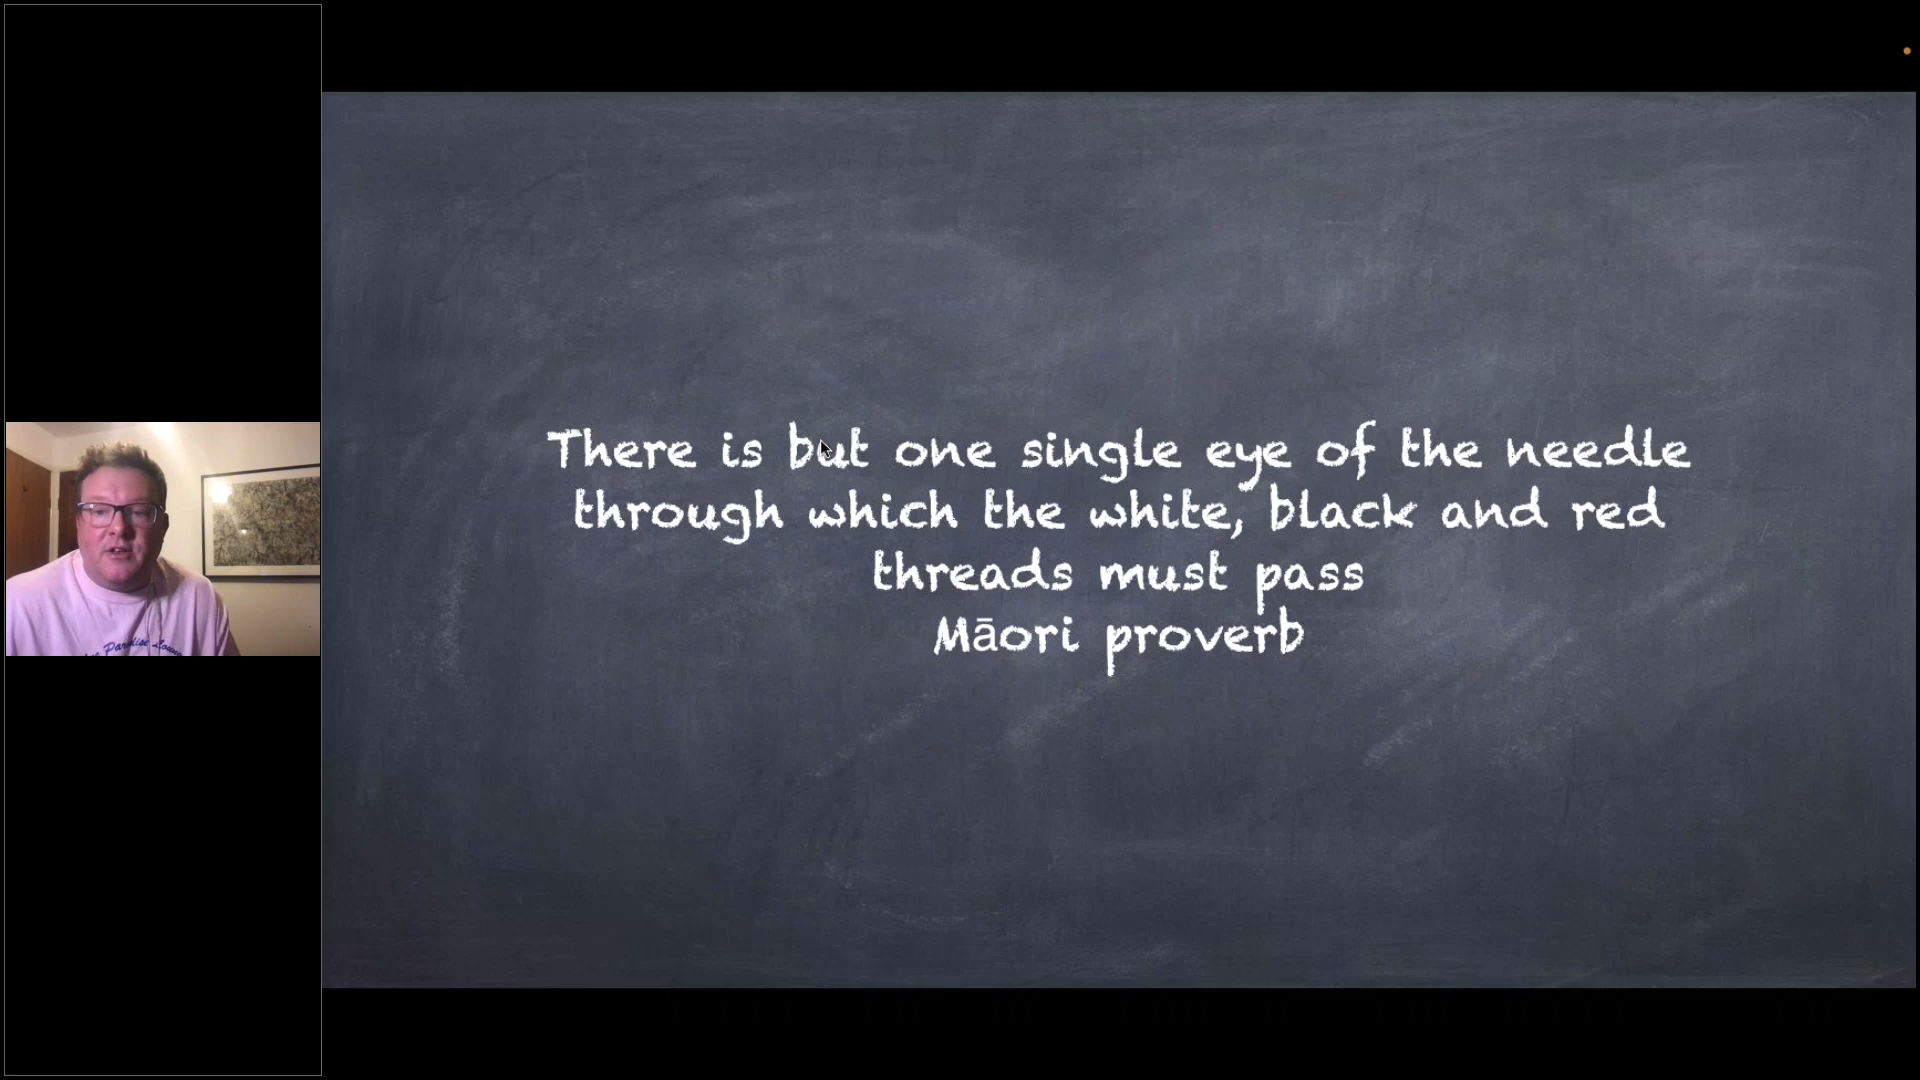 There is but one single eye of the needle
through which the white, black and red
threads must pass
Māori proverb
Paradise